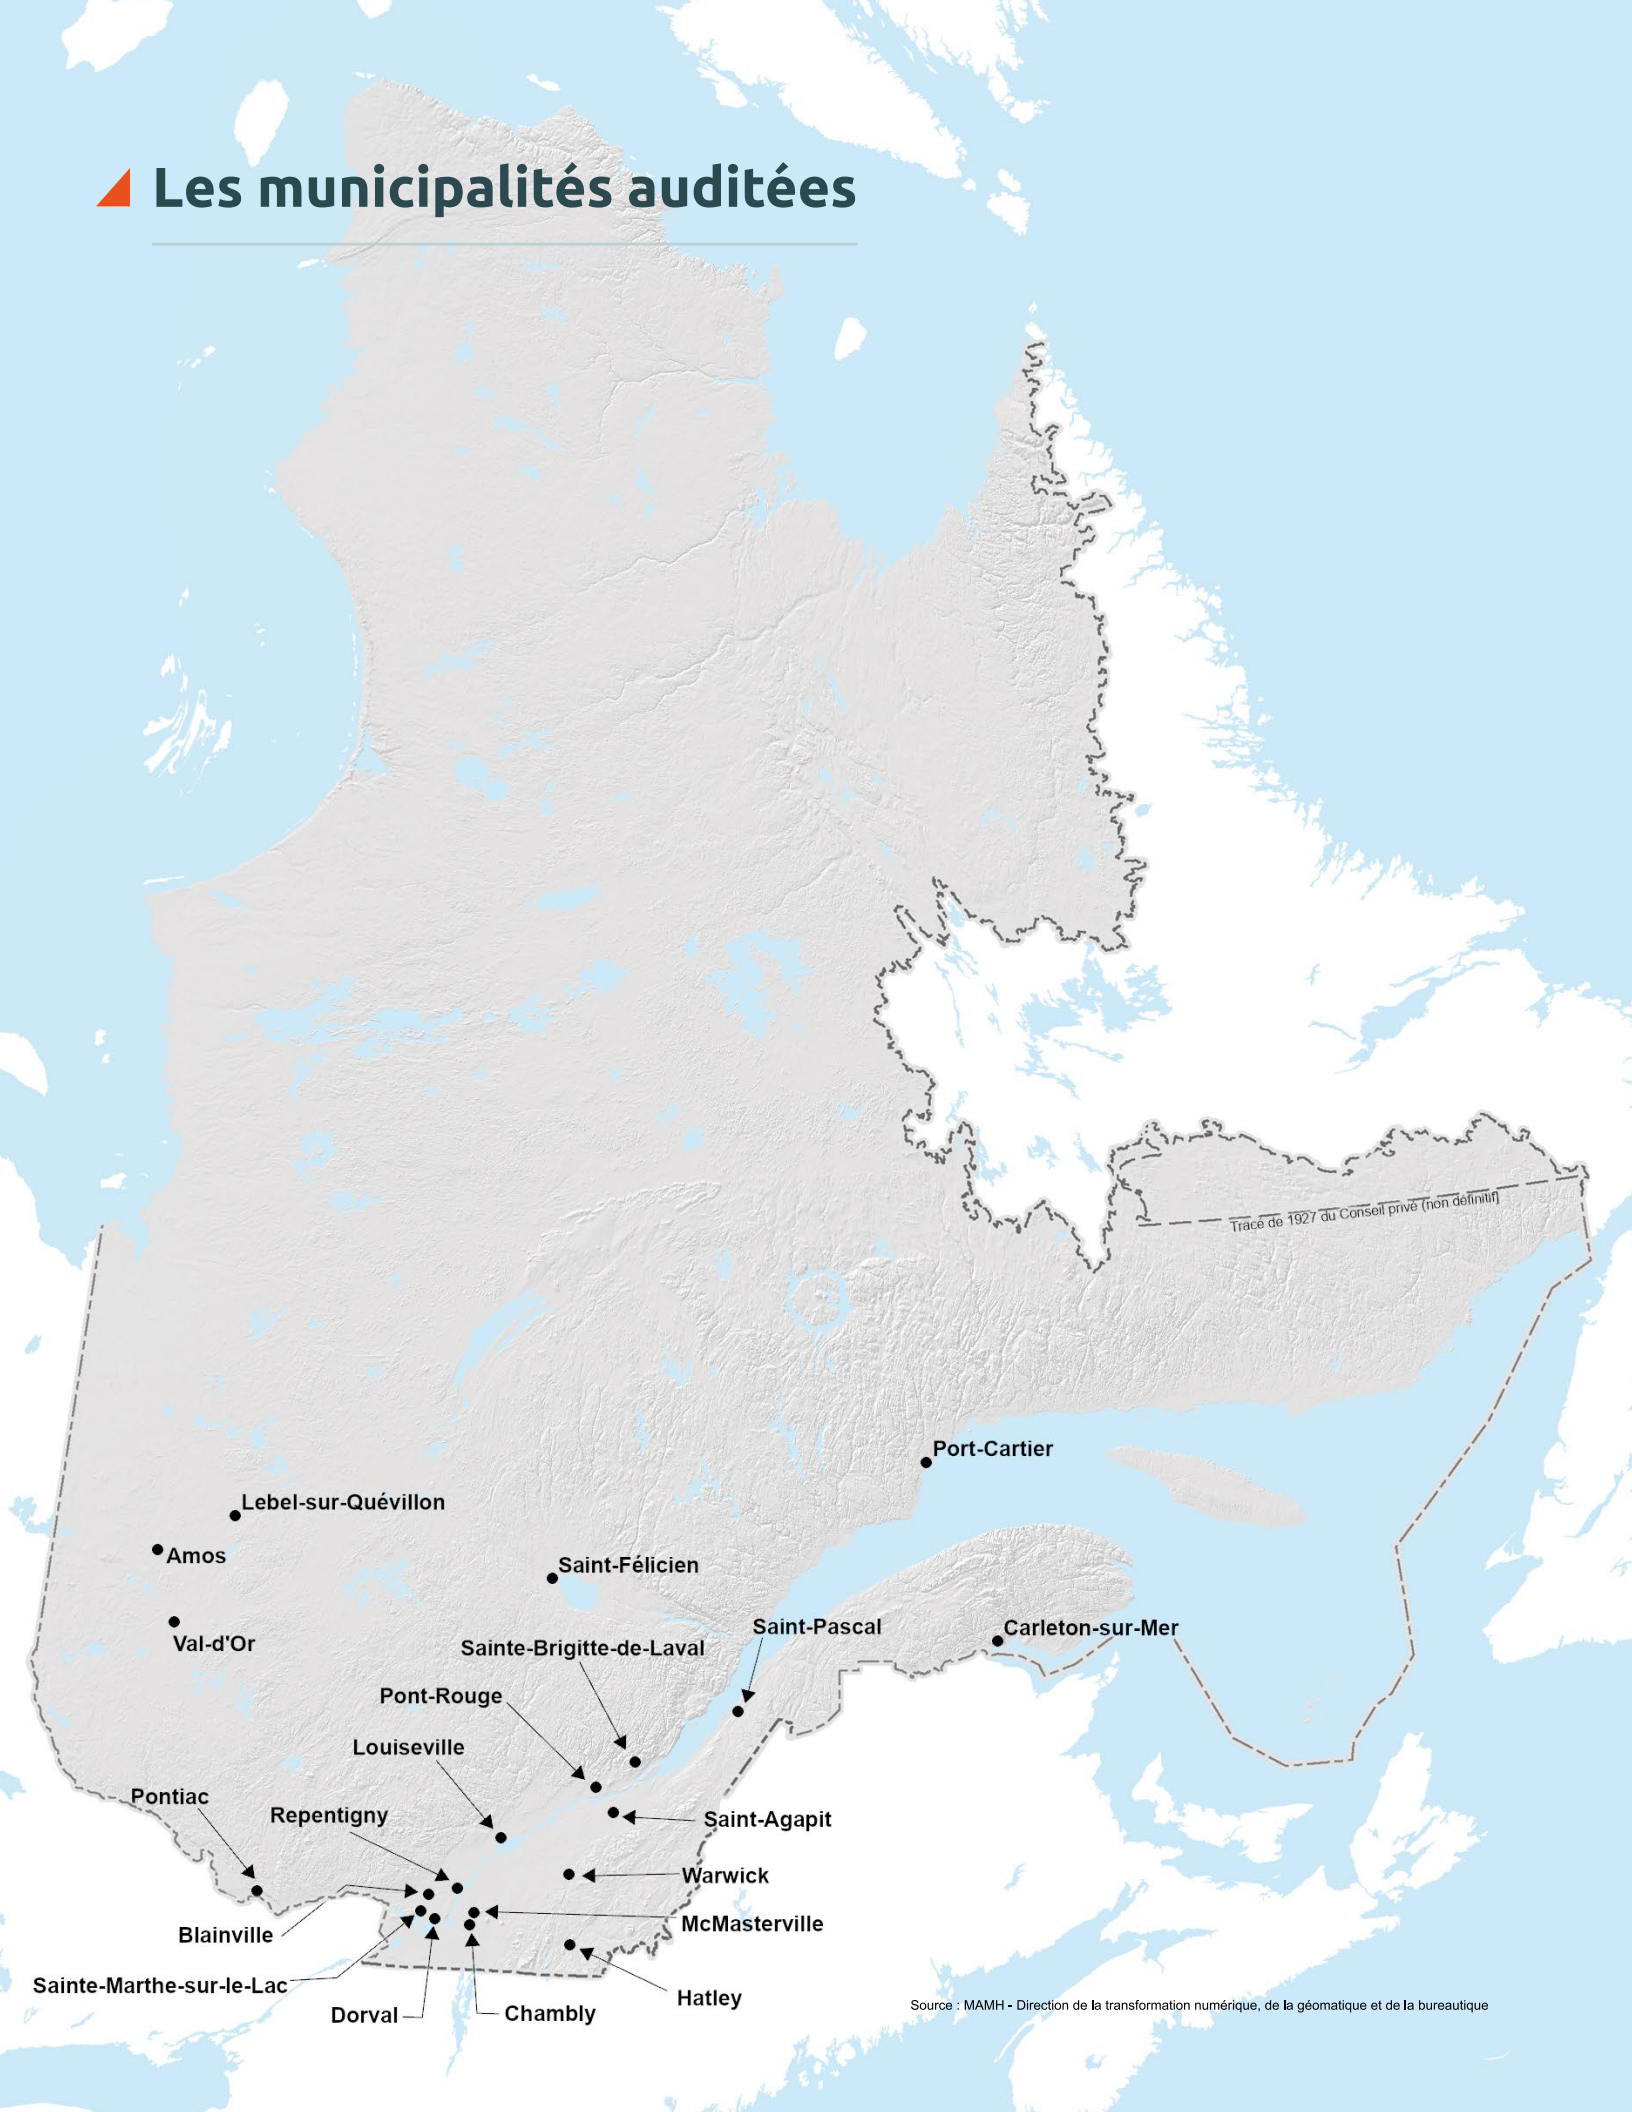 Les municipalités auditées
Tracé de 1927 du Conseil privé (non définitif)
Port-Cartier
Lebel-sur-Quévillon
Amos
Saint-Félicien
Val-d'Or
Saint-Pascal
Carleton-sur-Mer
Sainte-Brigitte-de-Laval
Pont-Rouge
Louiseville
Pontiac
Repentigny
Saint-Agapit
Warwick
McMasterville
Blainville
Sainte-Marthe-sur-le-Lac
Hatley
Dorval
Chambly
Source : MAMH - Direction de la transformation numérique, de la géomatique et de la bureautique